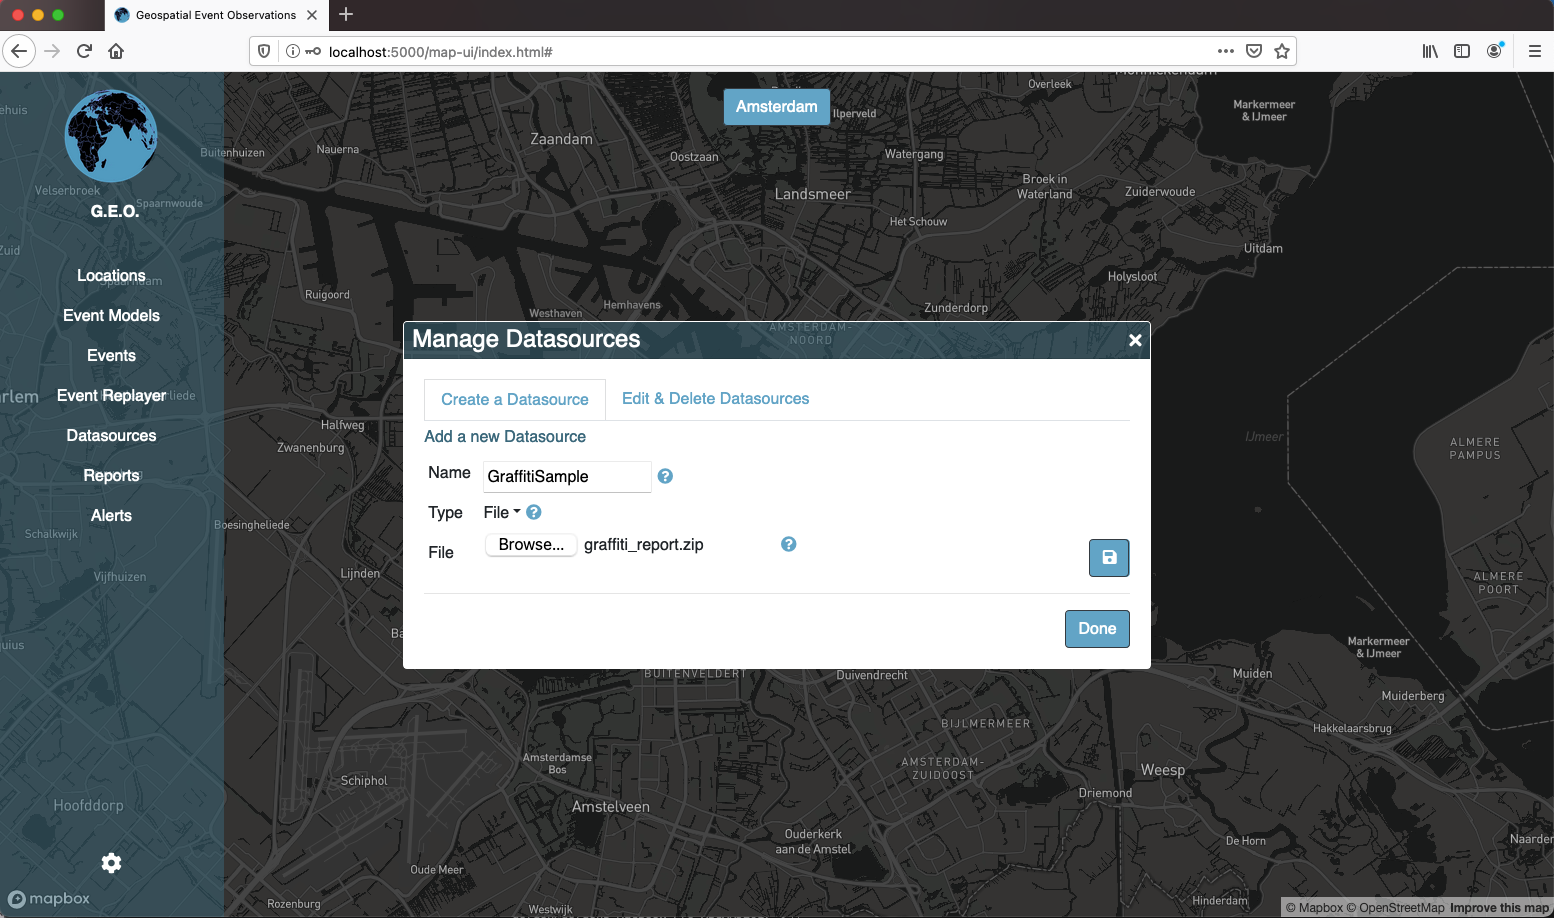 Geospatial Event Observations
localhost:5000/map-ui/index.html#
Amsterdam
G.E.O.
Locations
Event Models
Events
Event Replayer
Datasources
Reports
Alerts
mapbox
Manage Datasources
Create a Datasource
Edit & Delete Datasources
Add a new Datasource
Name
GraffitiSample
Type
File
File
Browse...
graffiti_report.zip
Done
Overleek
Markermeer
& IJmeer
Ilperveld
Zaandam
Buitenhuizen
Nauerna
Oostzaan
Watergang
Velserbroek
Spaarnwoude
Landsmeer
Broek in
Waterland
Zuiderwoude
Het Schouw
Uitdam
Spaarndam
Holysloot
Ruigoord
Hemhavens
Westhaven
Zunderdorp
AMSTERDAM-
NOORD
Halfweg
Zwanenburg
IJmeer
ALMERE
PAMPUS
Boesingheliede
Schalkwijk
Vijfhuizen
Lijnden
ALMERE
POORT
Markermeer
& IJmeer
BUITENVELDERT
Duivendrecht
Muiden
Muiderberg
BIJLMERMEER
Hakkelaarsbrug
Amsterdamse
Bos
AMSTERDAM-
ZUIDOOST
Weesp
Schiphol
Driemond
Hoofddorp
Amstelveen
Ouderkerk
aan de Amstel
De Horn
Naarden
Oude Meer
Rozenburg
Westwijk
Hinderdam
© Mapbox © OpenStreetMap Improve this map